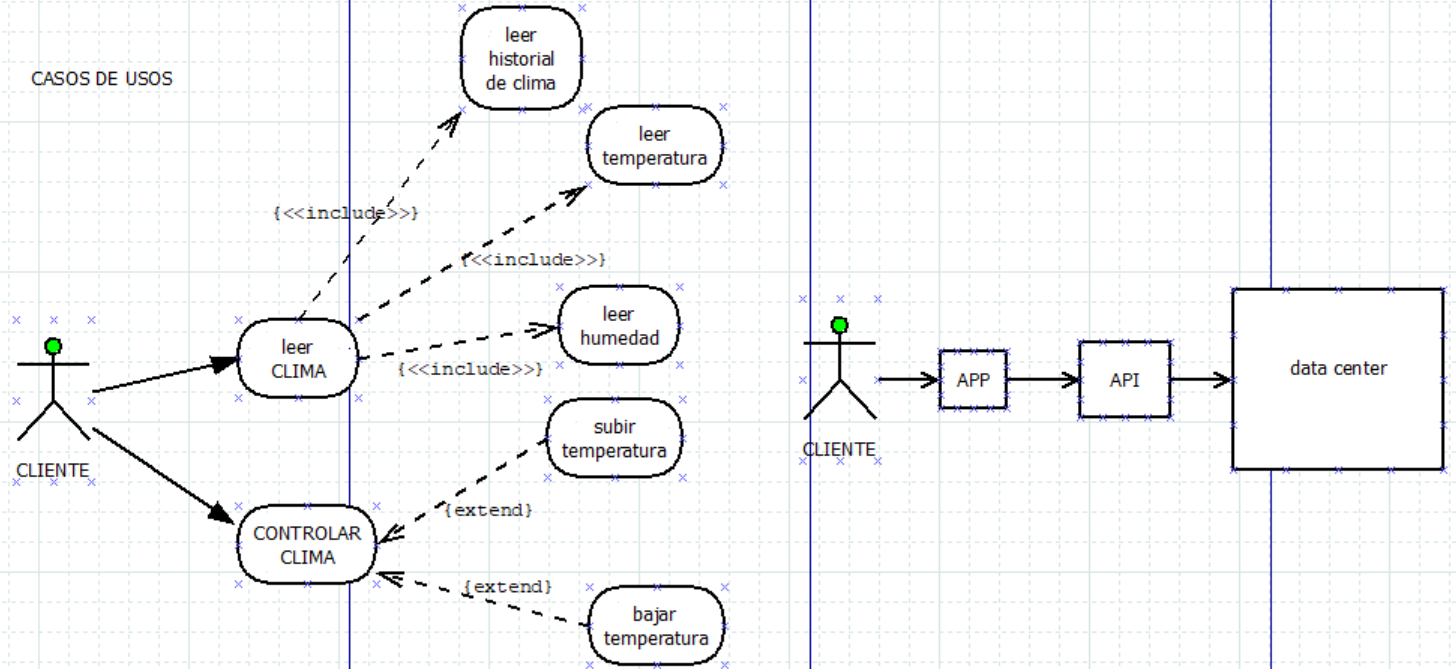 CASOS DE USOS
leer
historial
de clima
leer
temperatura
{<<include>>}
{<<include>>}
leer
humedad
{<<include>>}
leer
CLIMA
CLIENTE
subir
temperatura
{extend}
CONTROLAR
CLIMA
{extend}
bajar
temperatura
CLIENTE
APP
API
data center